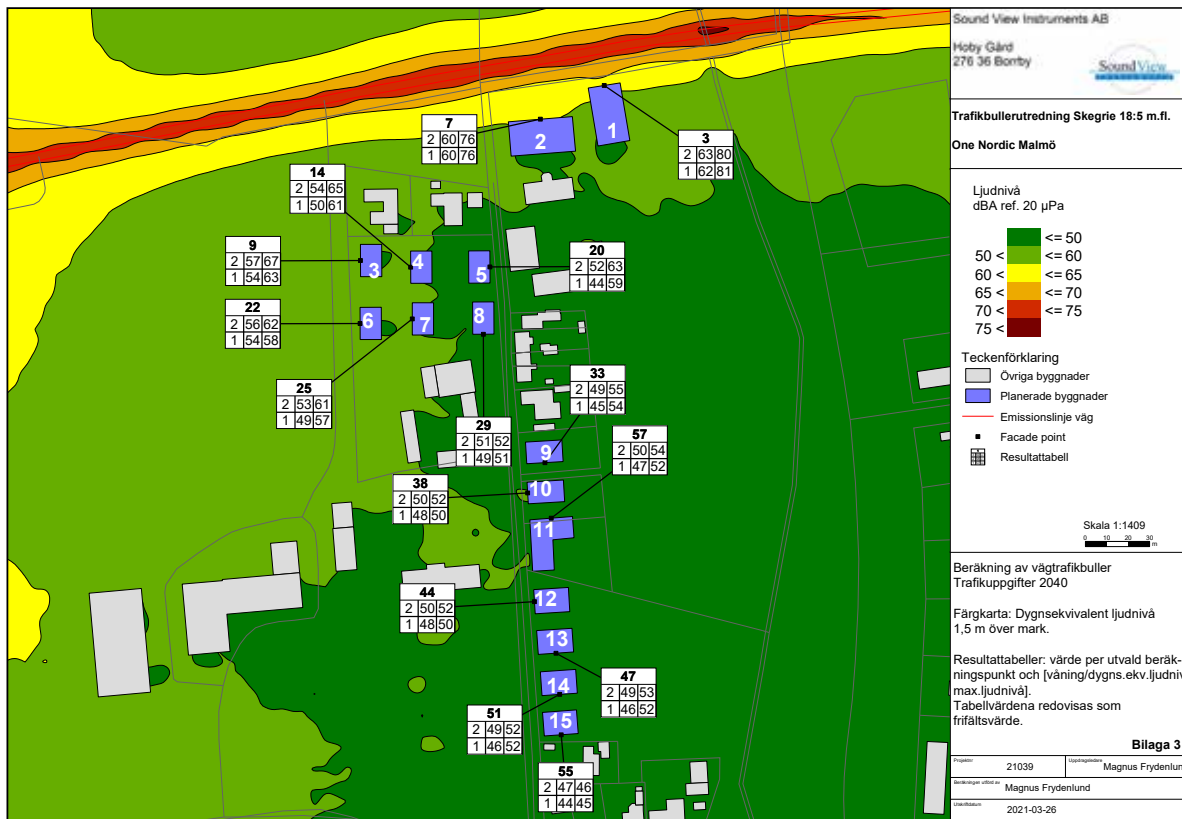 Sound View Instruments AB
Hoby Gård
276 36 Borrby
Sound View
Trafikbullerutredning Skegrie 18:5 m.fl.
One Nordic Malmö
Ljudnivå
dBA ref. 20 µPa
<= 50
50 < <= 60
60 < <= 65
65 < <= 70
70 < <= 75
75 <
Teckenförklaring
Övriga byggnader
Planerade byggnader
Emissionslinje väg
Facade point
Resultattabell
Skala 1:1409
0 10 20 30
m
Beräkning av vägtrafikbuller
Trafikuppgifter 2040
Färgkarta: Dygnsekvivalent ljudnivå
1,5 m över mark.
Resultattabeller: värde per utvald beräk-
ningspunkt och [våning/dygns.ekv.ljudniv
max.ljudnivå].
Tabellvärdena redovisas som
frifältsvärde.
Bilaga 3
Projektnr 21039 Uppdragsledare Magnus Frydenlun
Beräkningen utförd av Magnus Frydenlund
Utskriftsdatum 2021-03-26
7
2 60 76
1 60 76
3
2 63 80
1 62 81
14
2 54 65
1 50 61
9
2 57 67
1 54 63
20
2 52 63
1 44 59
22
2 56 62
1 54 58
25
2 53 61
1 49 57
33
2 49 55
1 45 54
29
2 51 52
1 49 51
57
2 50 54
1 47 52
38
2 50 52
1 48 50
44
2 50 52
1 48 50
47
2 49 53
1 46 52
51
2 49 52
1 46 52
55
2 47 46
1 44 45
1
2
3
4
5
6
7
8
9
10
11
12
13
14
15